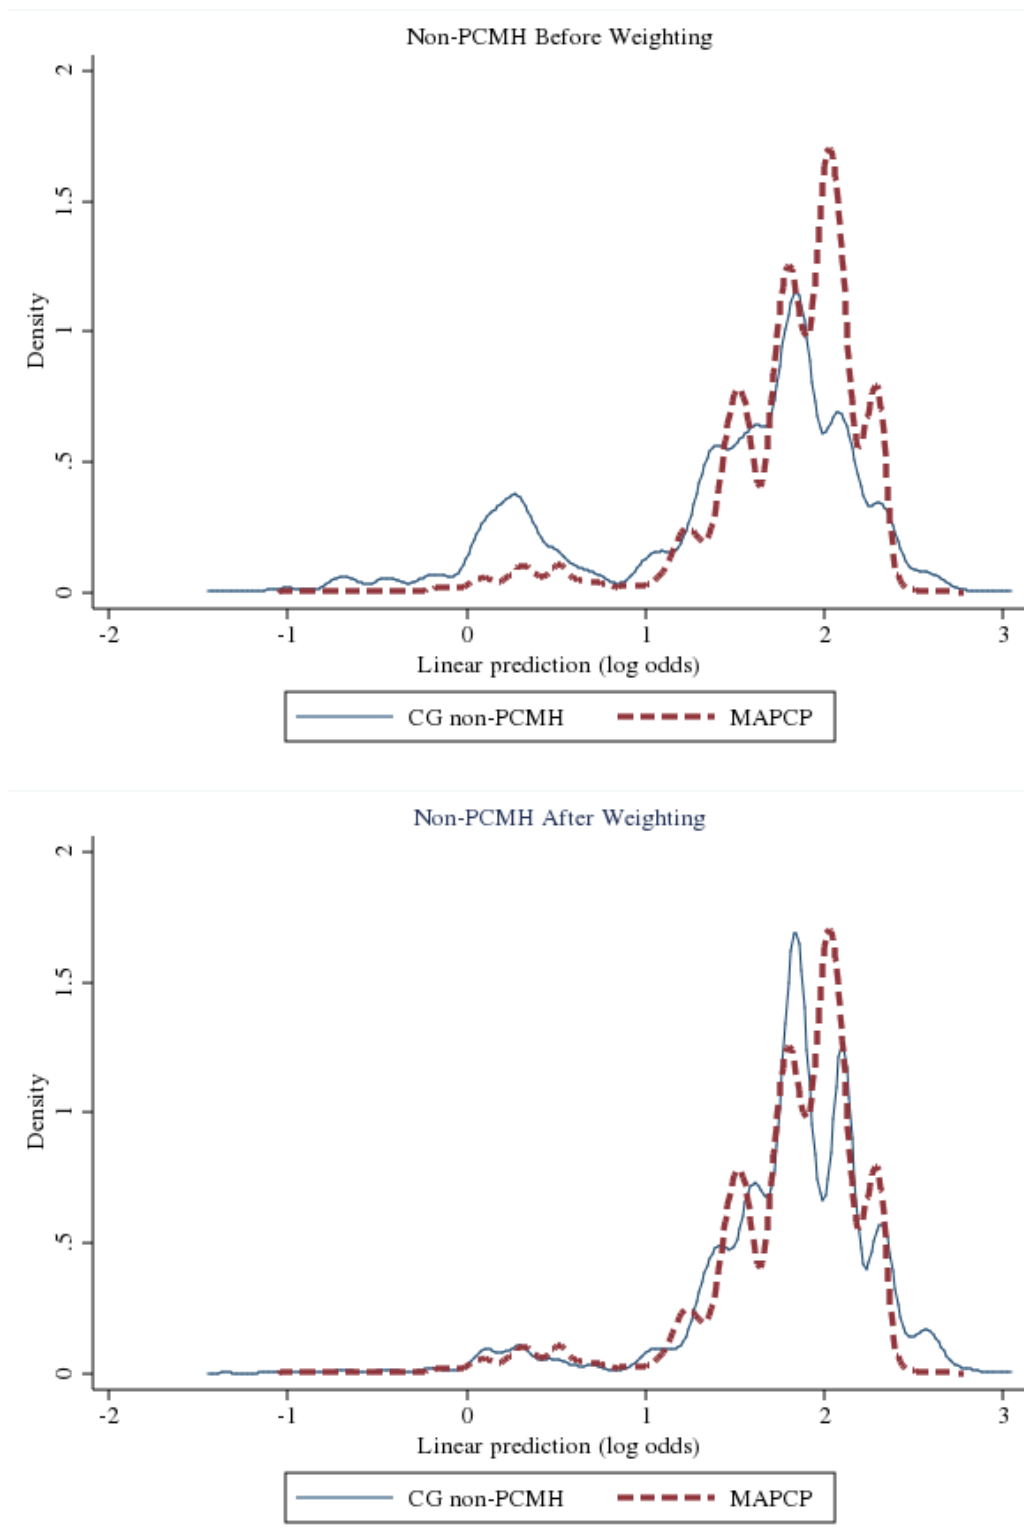 Non-PCMH Before Weighting
2
1.5
1
.5
0
Density
-2 -1 0 1 2 3
Linear prediction (log odds)
CG non-PCMH MAPCP
Non-PCMH After Weighting
2
1.5
1
.5
0
Density
-2 -1 0 1 2 3
Linear prediction (log odds)
CG non-PCMH MAPCP